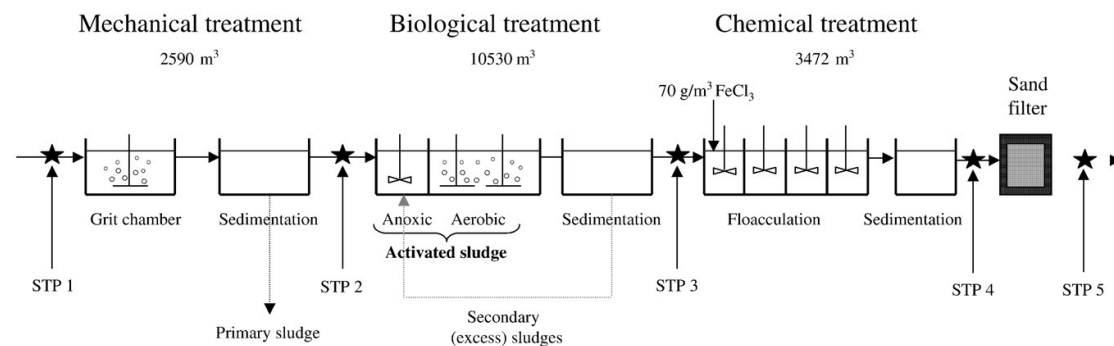 Mechanical treatment
2590 m³
Biological treatment
10530 m³
Chemical treatment
3472 m³
70 g/m³ FeCl₃
Sand
filter
Grit chamber
Sedimentation
Anoxic
Aerobic
Activated sludge
Sedimentation
Floacculation
Sedimentation
STP 1
STP 2
STP 3
STP 4
STP 5
Primary sludge
Secondary
(excess) sludges